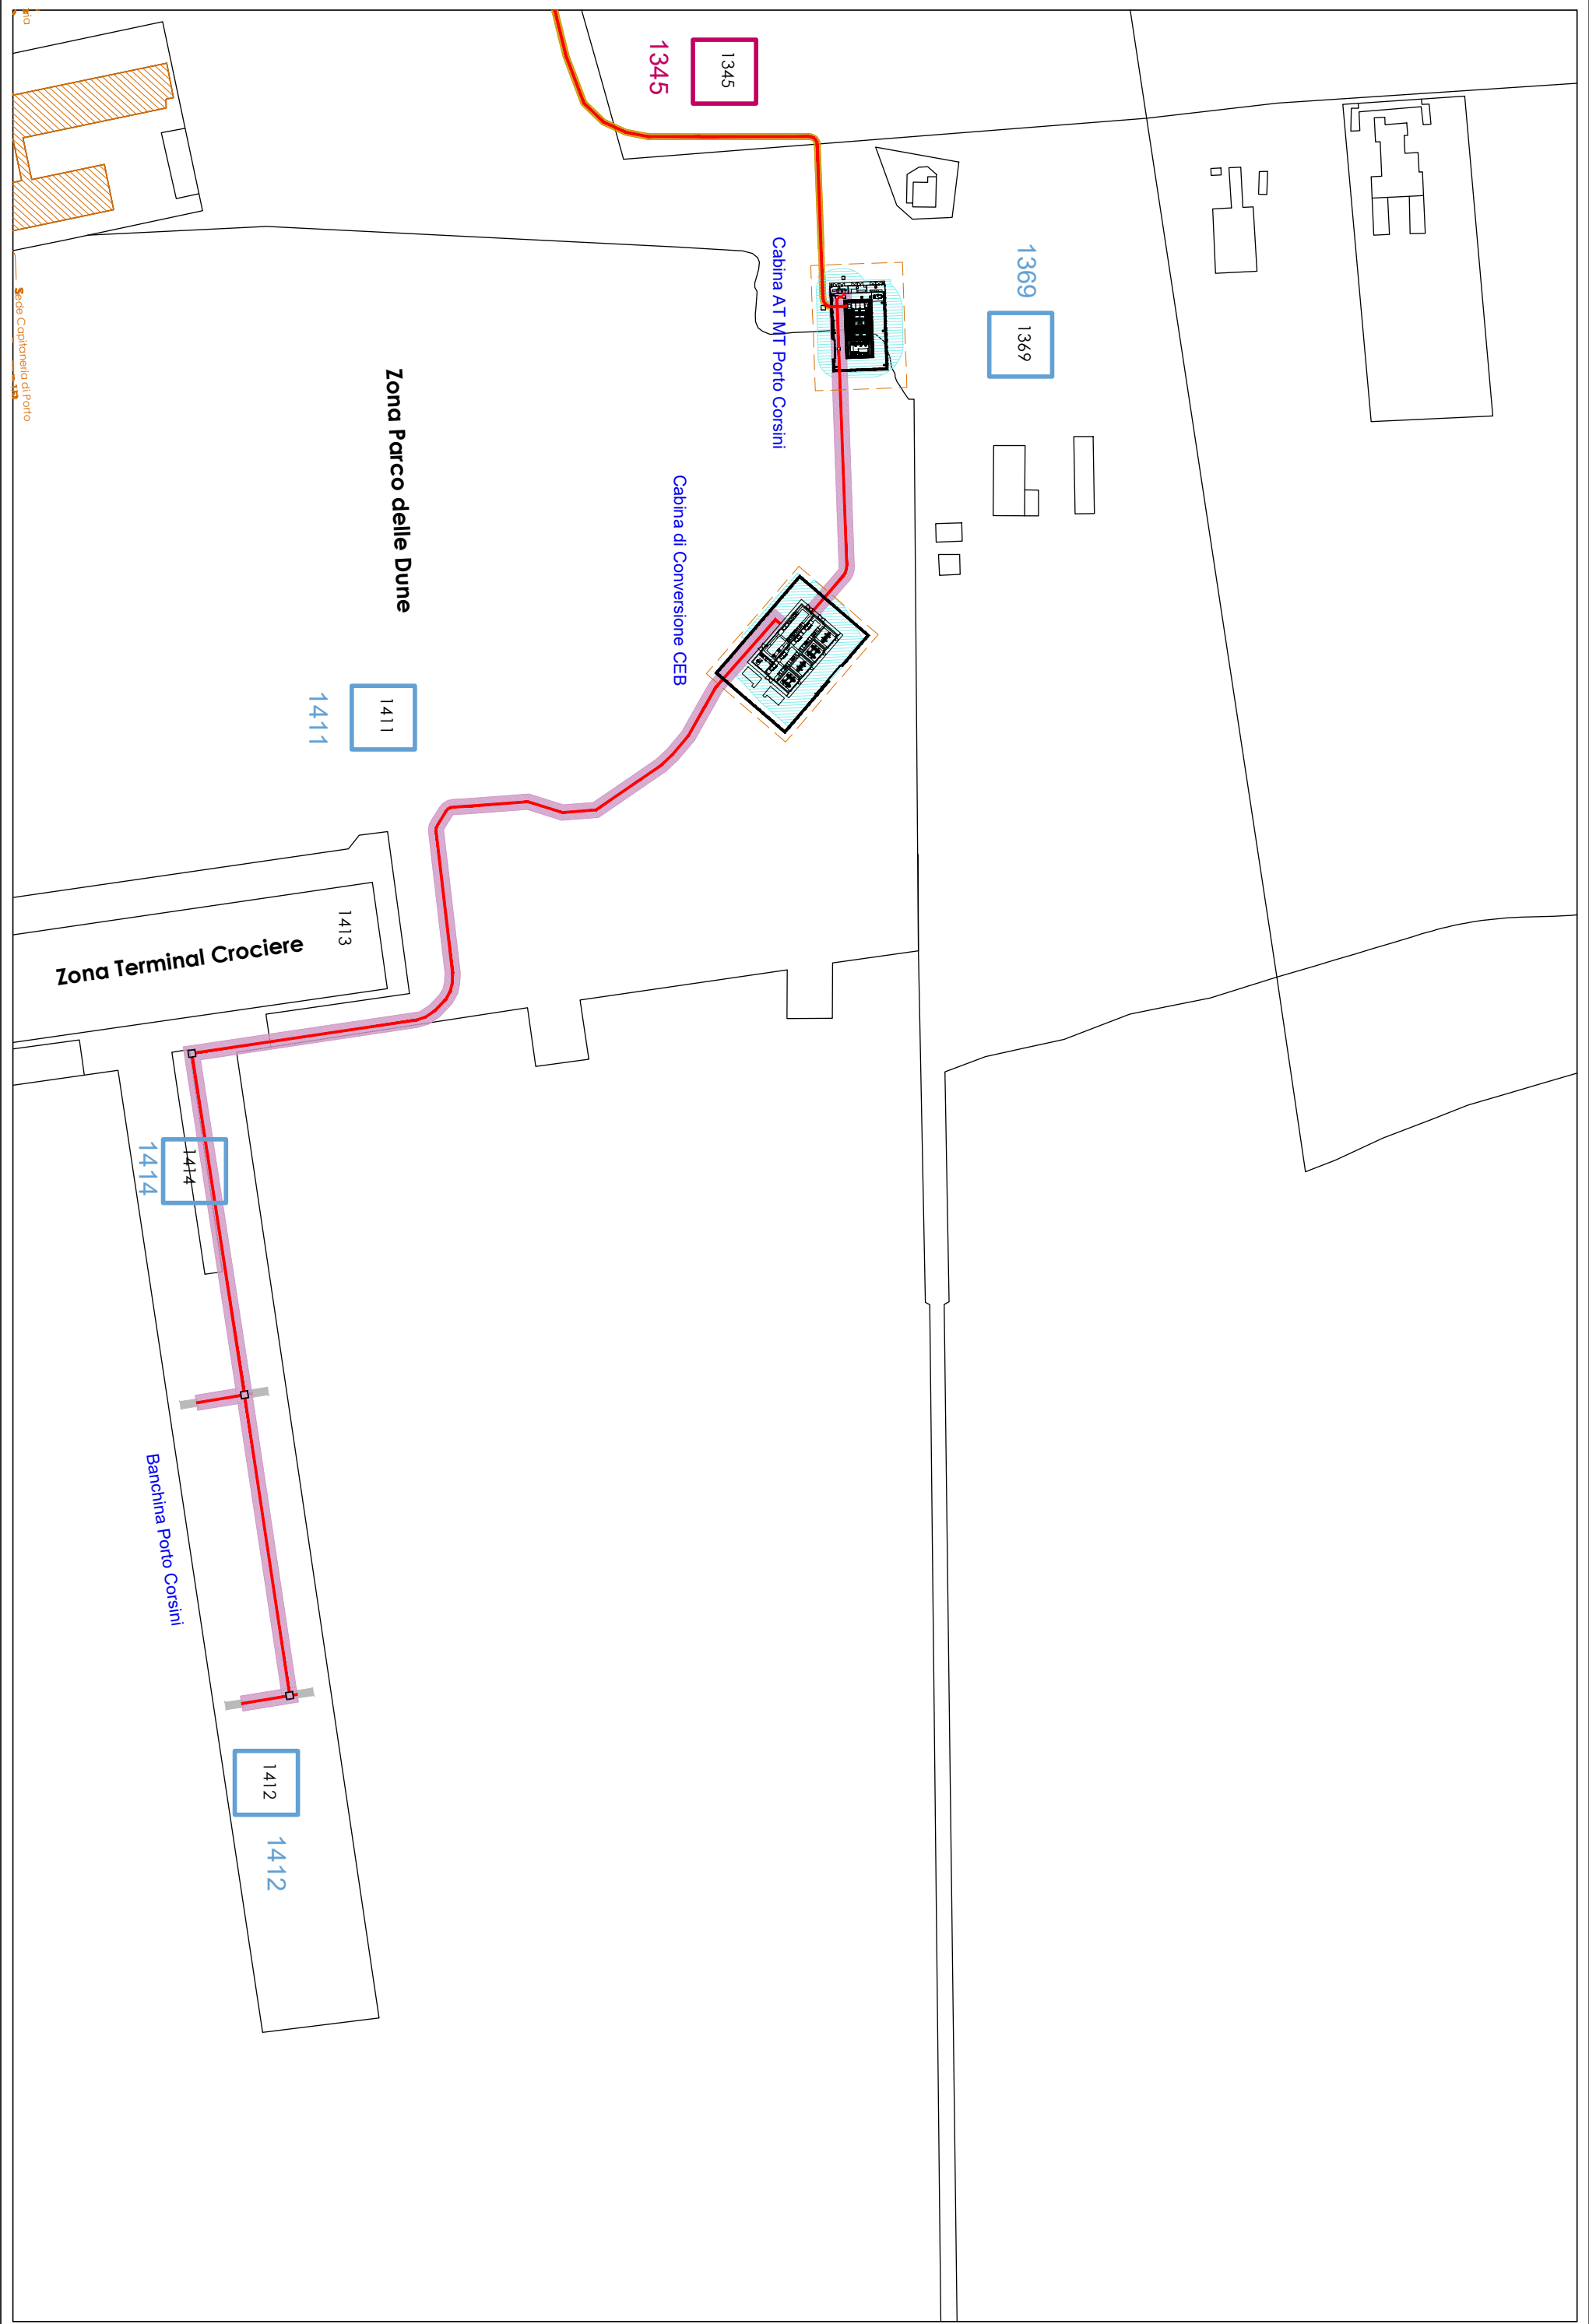 1345
1345
1369
1369
Cabina AT MT Porto Corsini
Sede Capitaneria di Porto
Zona Parco delle Dune
Cabina di Conversione CEB
1411
1411
1413
Zona Terminal Crociere
1414
1414
Banchina Porto Corsini
1412
1412